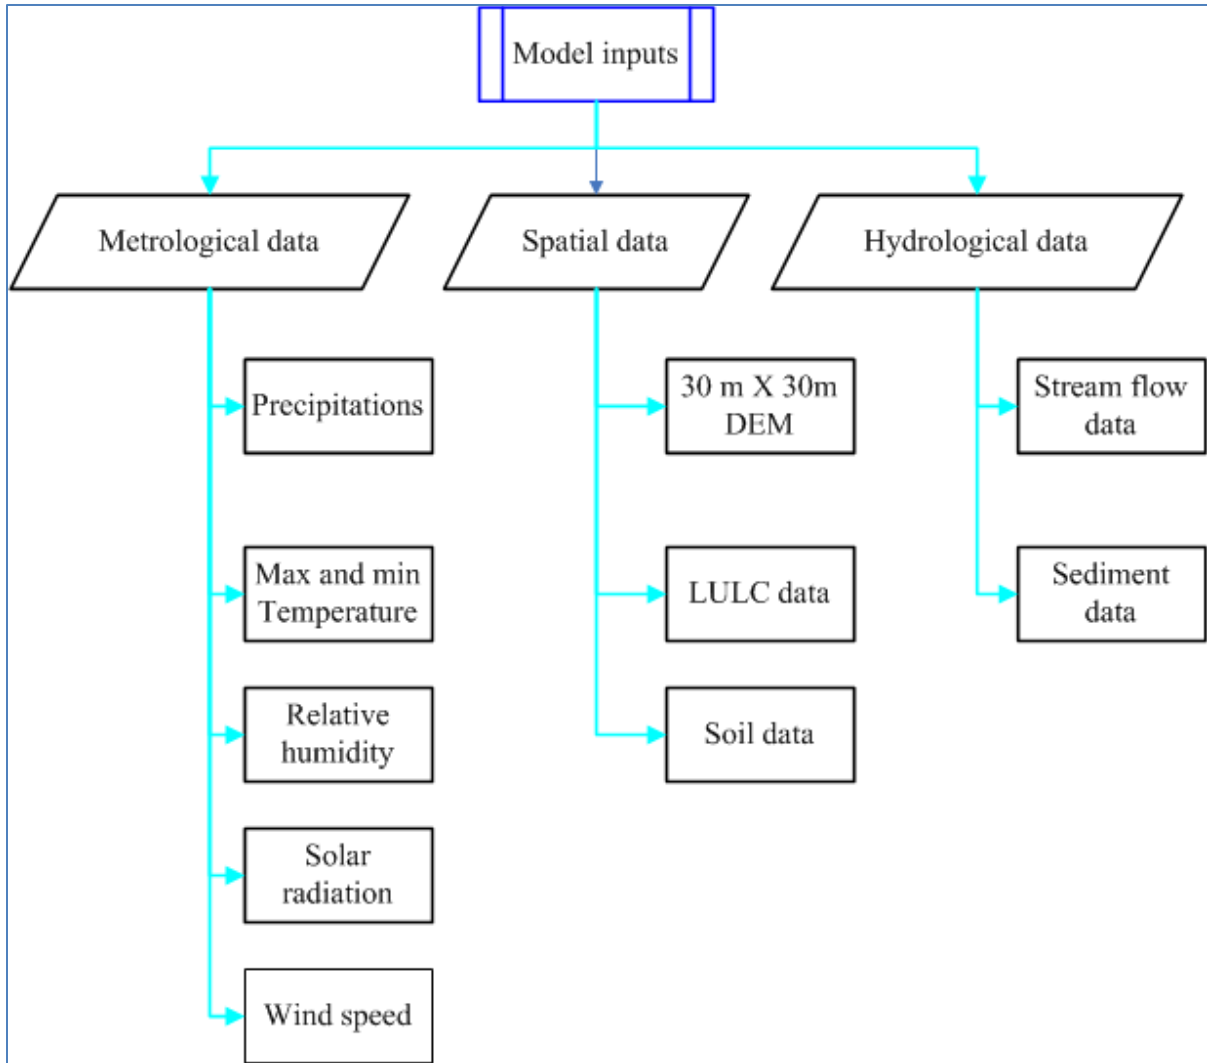 Model inputs
Metrological data
Spatial data
Hydrological data
Precipitations
30 m X 30m
DEM
Stream flow
data
Max and min
Temperature
LULC data
Sediment
data
Relative
humidity
Soil data
Solar
radiation
Wind speed